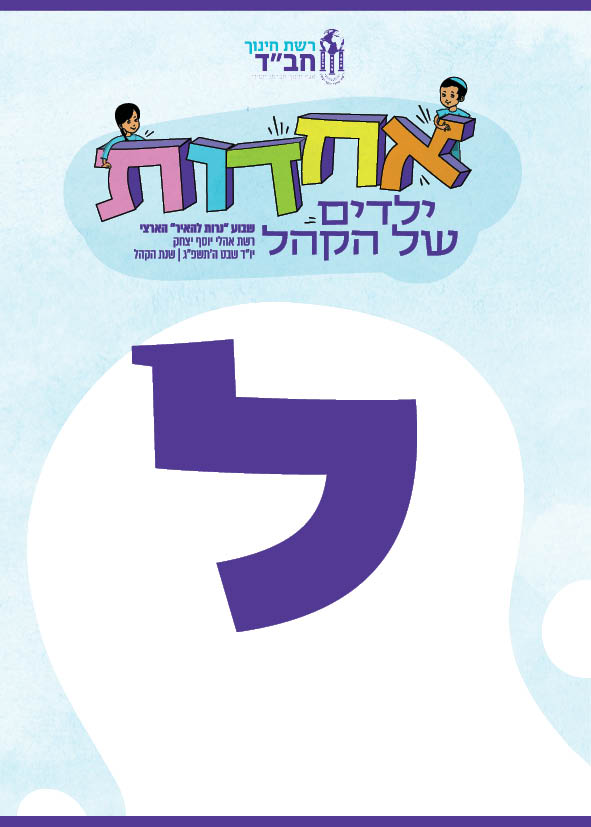 רשת חינוך
חב"ד
אחדות
ילדים
של הקהל
שבוע "נרות להאיר" הארצי
רשת אהלי יוסף יצחק
יו"ד שבט ה'תשפ"ג | שנת הקהל
ל